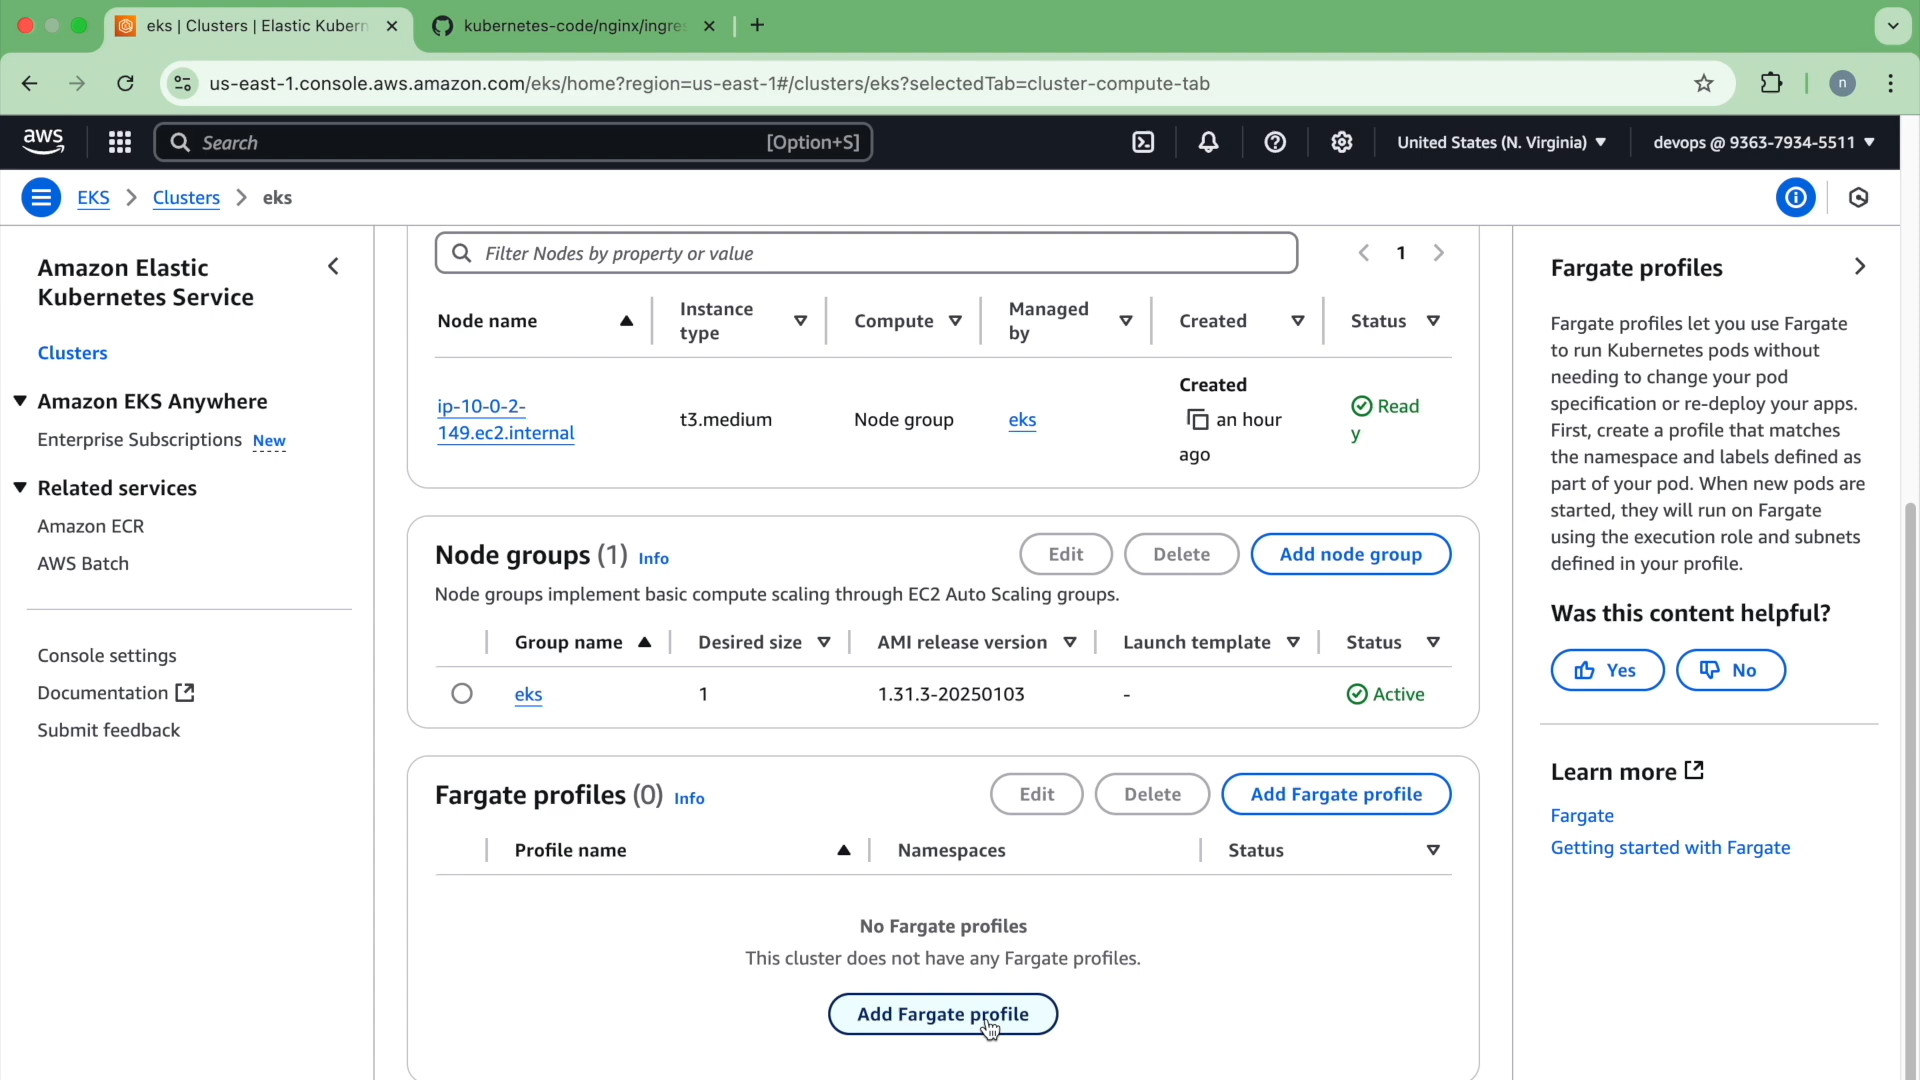 eks | Clusters | Elastic Kubern
kubernetes-code/nginx/ingre
us-east-1.console.aws.amazon.com/eks/home?region=us-east-1#/clusters/eks?selectedTab=cluster-compute-tab
n
aws
Search
[Option+S]
United States (N. Virginia)
devops @ 9363-7934-5511
EKS
Clusters
eks
Amazon Elastic
Kubernetes Service
Clusters
Amazon EKS Anywhere
Enterprise Subscriptions New
Related services
Amazon ECR
AWS Batch
Console settings
Documentation
Submit feedback
Filter Nodes by property or value
1
Node name
Instance
type
Compute
Managed
by
Created
Status
ip-10-0-2-
149.ec2.internal
t3.medium
Node group
eks
Created
an hour
ago
Read
y
Node groups (1) Info
Edit
Delete
Add node group
Node groups implement basic compute scaling through EC2 Auto Scaling groups.
Group name
Desired size
AMI release version
Launch template
Status
eks
1
1.31.3-20250103
-
Active
Fargate profiles (0) Info
Edit
Delete
Add Fargate profile
Profile name
Namespaces
Status
No Fargate profiles
This cluster does not have any Fargate profiles.
Add Fargate profile
Fargate profiles
Fargate profiles let you use Fargate
to run Kubernetes pods without
needing to change your pod
specification or re-deploy your apps.
First, create a profile that matches
the namespace and labels defined as
part of your pod. When new pods are
started, they will run on Fargate
using the execution role and subnets
defined in your profile.
Was this content helpful?
Yes
No
Learn more
Fargate
Getting started with Fargate